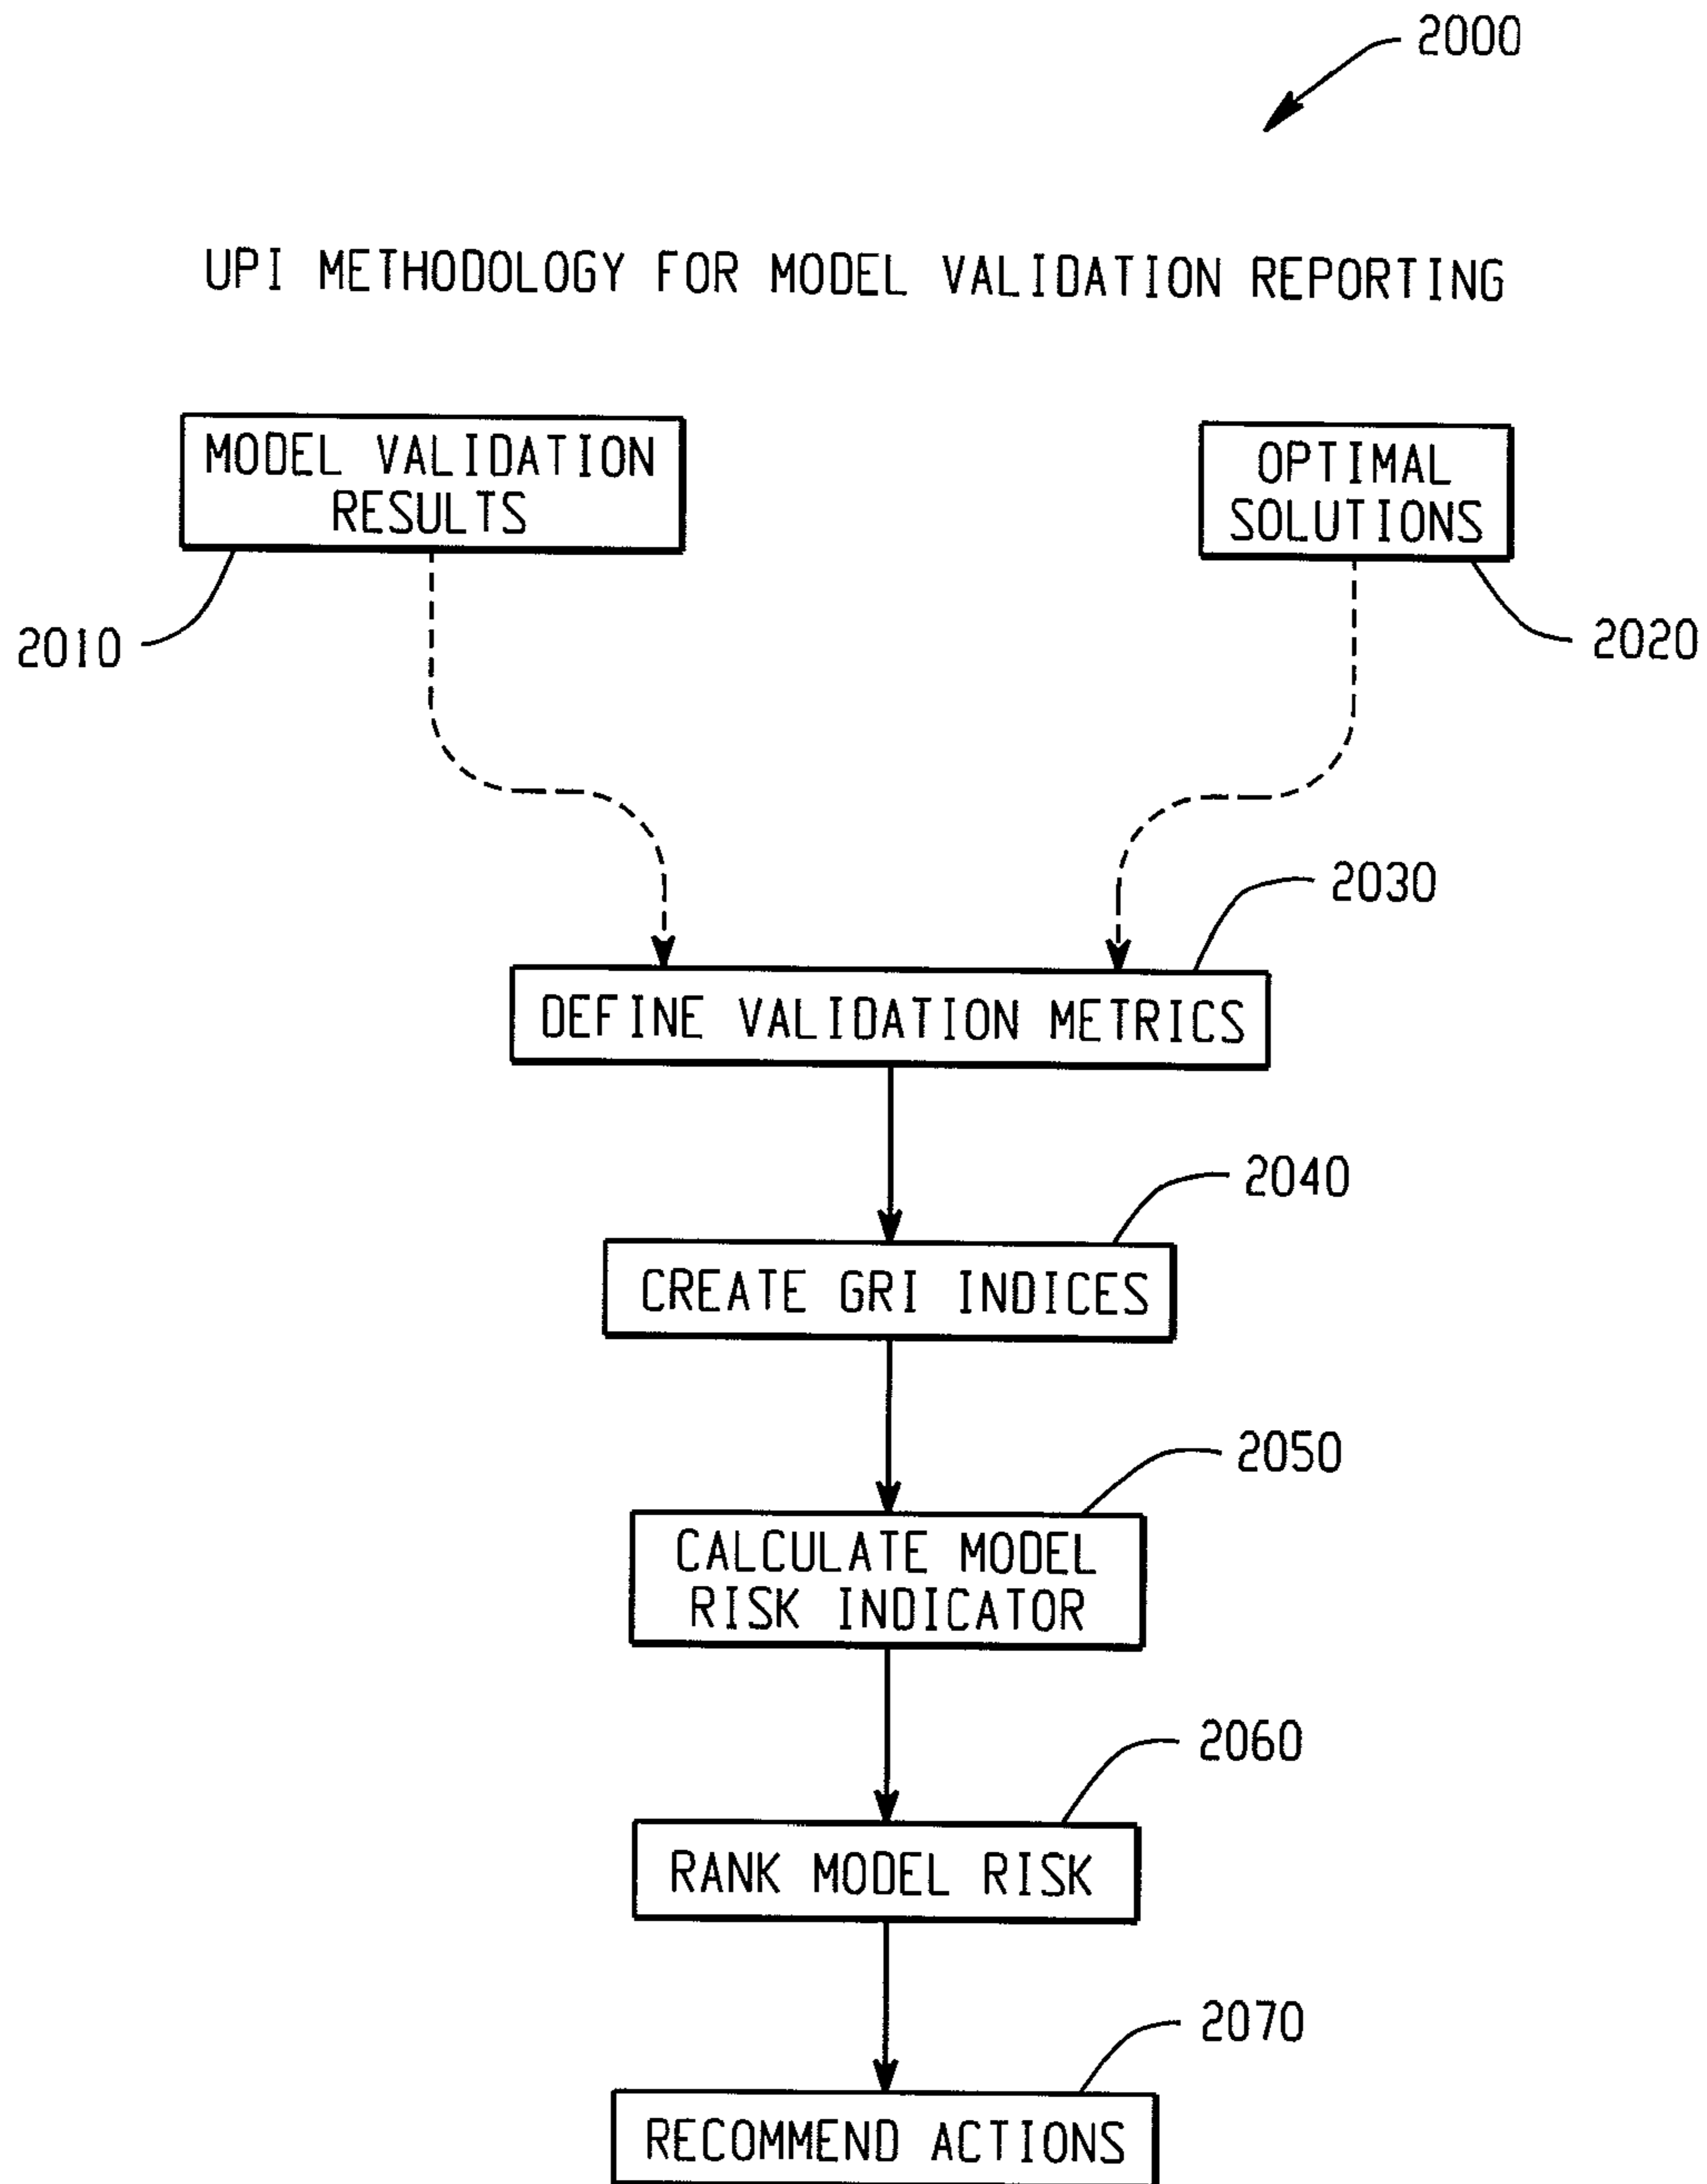 2000
UPI METHODOLOGY FOR MODEL VALIDATION REPORTING
MODEL VALIDATION
RESULTS
OPTIMAL
SOLUTIONS
2010
2020
2030
DEFINE VALIDATION METRICS
2040
CREATE GRI INDICES
2050
CALCULATE MODEL
RISK INDICATOR
2060
RANK MODEL RISK
2070
RECOMMEND ACTIONS